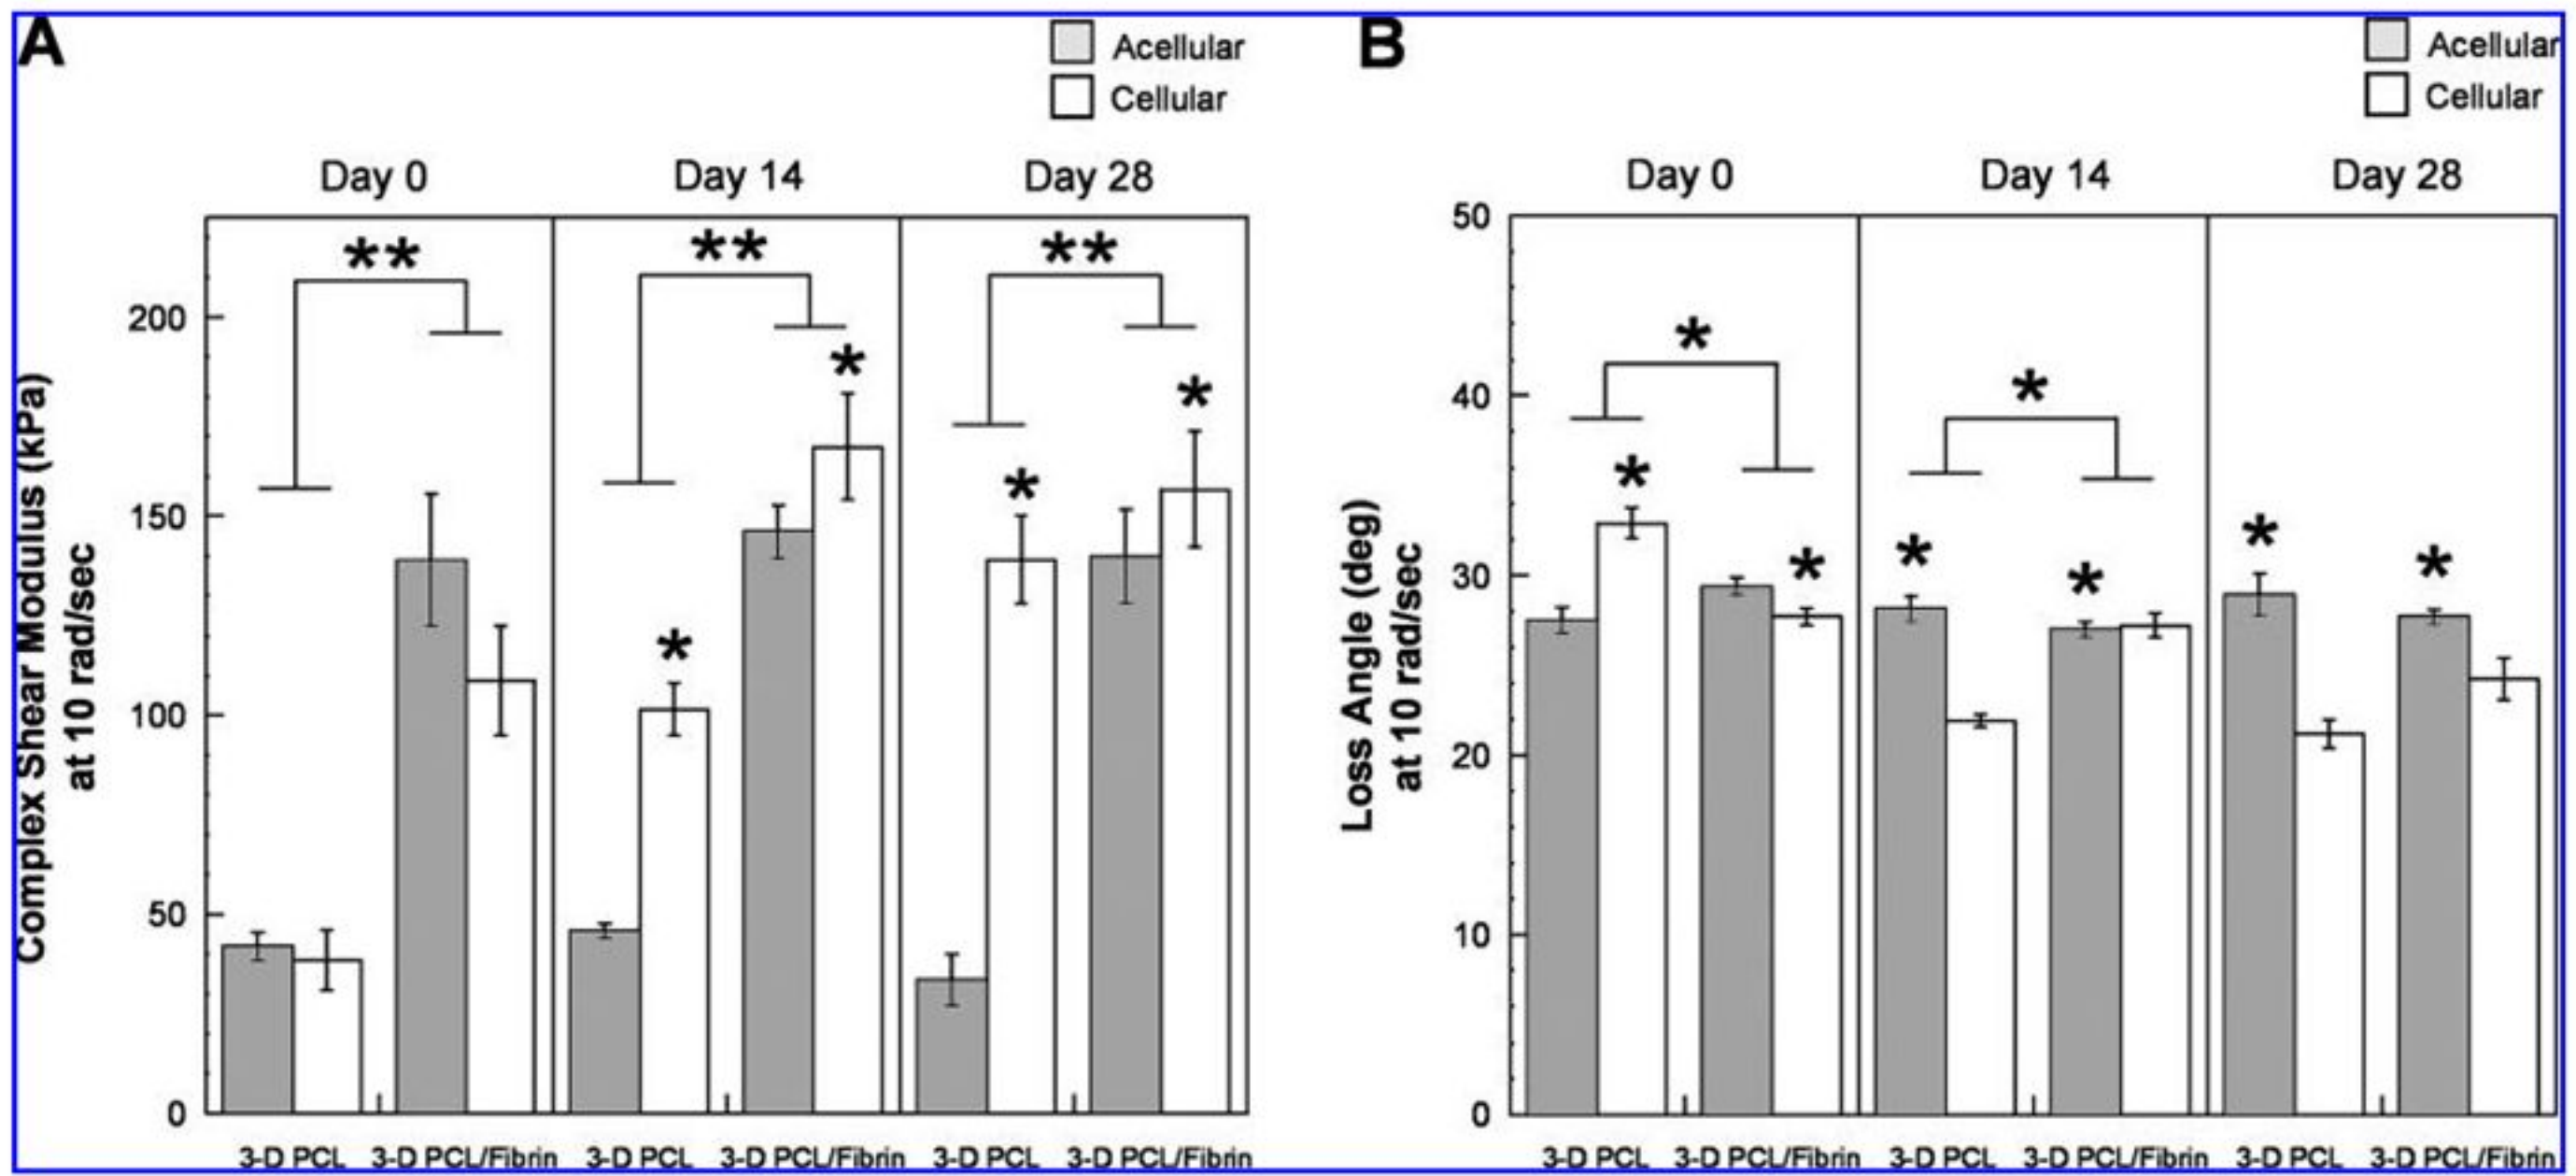 A
Acellular
Cellular
Day 0
Day 14
Day 28
**
**
**
*
*
*
*
200
150
100
50
0
Complex Shear Modulus (kPa)
at 10 rad/sec
3-D PCL
3-D PCL/Fibrin
3-D PCL
3-D PCL/Fibrin
3-D PCL
3-D PCL/Fibrin
B
Acellular
Cellular
Day 0
Day 14
Day 28
*
*
*
*
*
*
*
*
50
40
30
20
10
0
Loss Angle (deg)
at 10 rad/sec
3-D PCL
3-D PCL/Fibrin
3-D PCL
3-D PCL/Fibrin
3-D PCL
3-D PCL/Fibrin